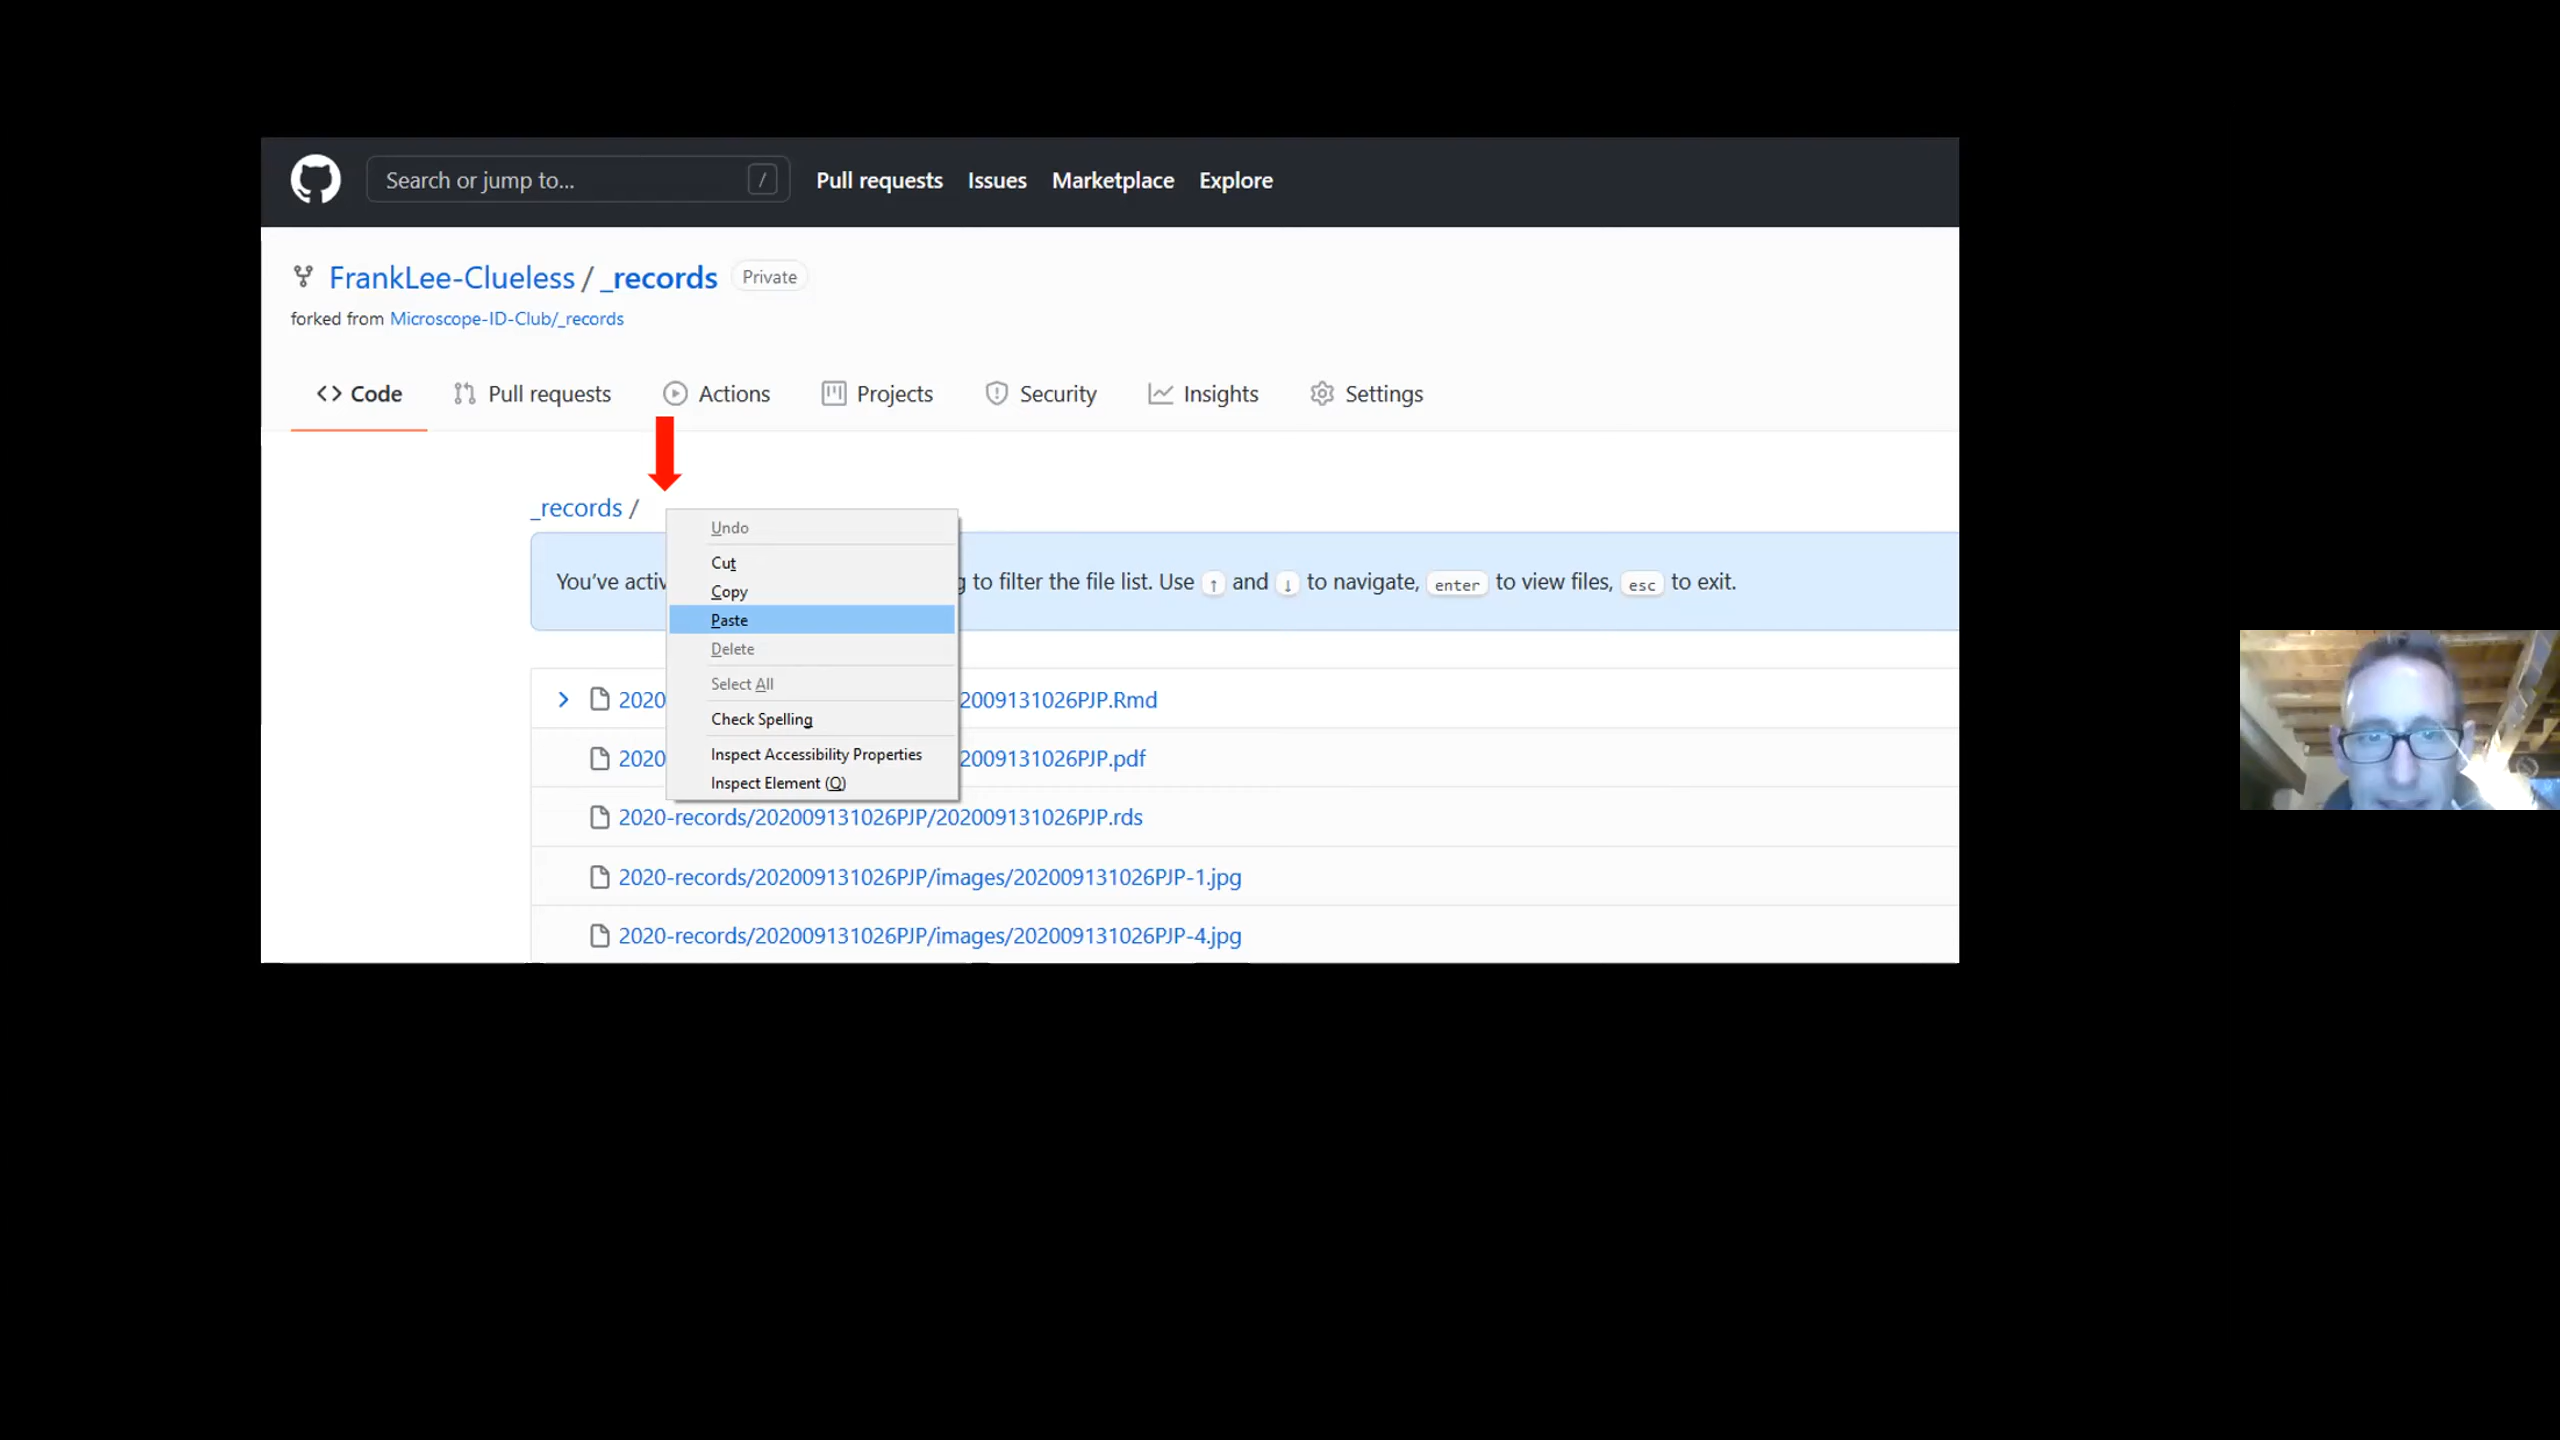 Search or jump to... / Pull requests Issues Marketplace Explore
FrankLee-Clueless / _records Private
forked from Microscope-ID-Club/_records
Code Pull requests Actions Projects Security Insights Settings
_records /
Undo
Cut
You've activ g to filter the file list. Use ↑ and ↓ to navigate, enter to view files, esc to exit.
Copy
Paste
Delete
Select All
2020 2009131026PJP.Rmd
Check Spelling
Inspect Accessibility Properties
2020 2009131026PJP.pdf
Inspect Element (Q)
2020-records/202009131026PJP/202009131026PJP.rds
2020-records/202009131026PJP/images/202009131026PJP-1.jpg
2020-records/202009131026PJP/images/202009131026PJP-4.jpg